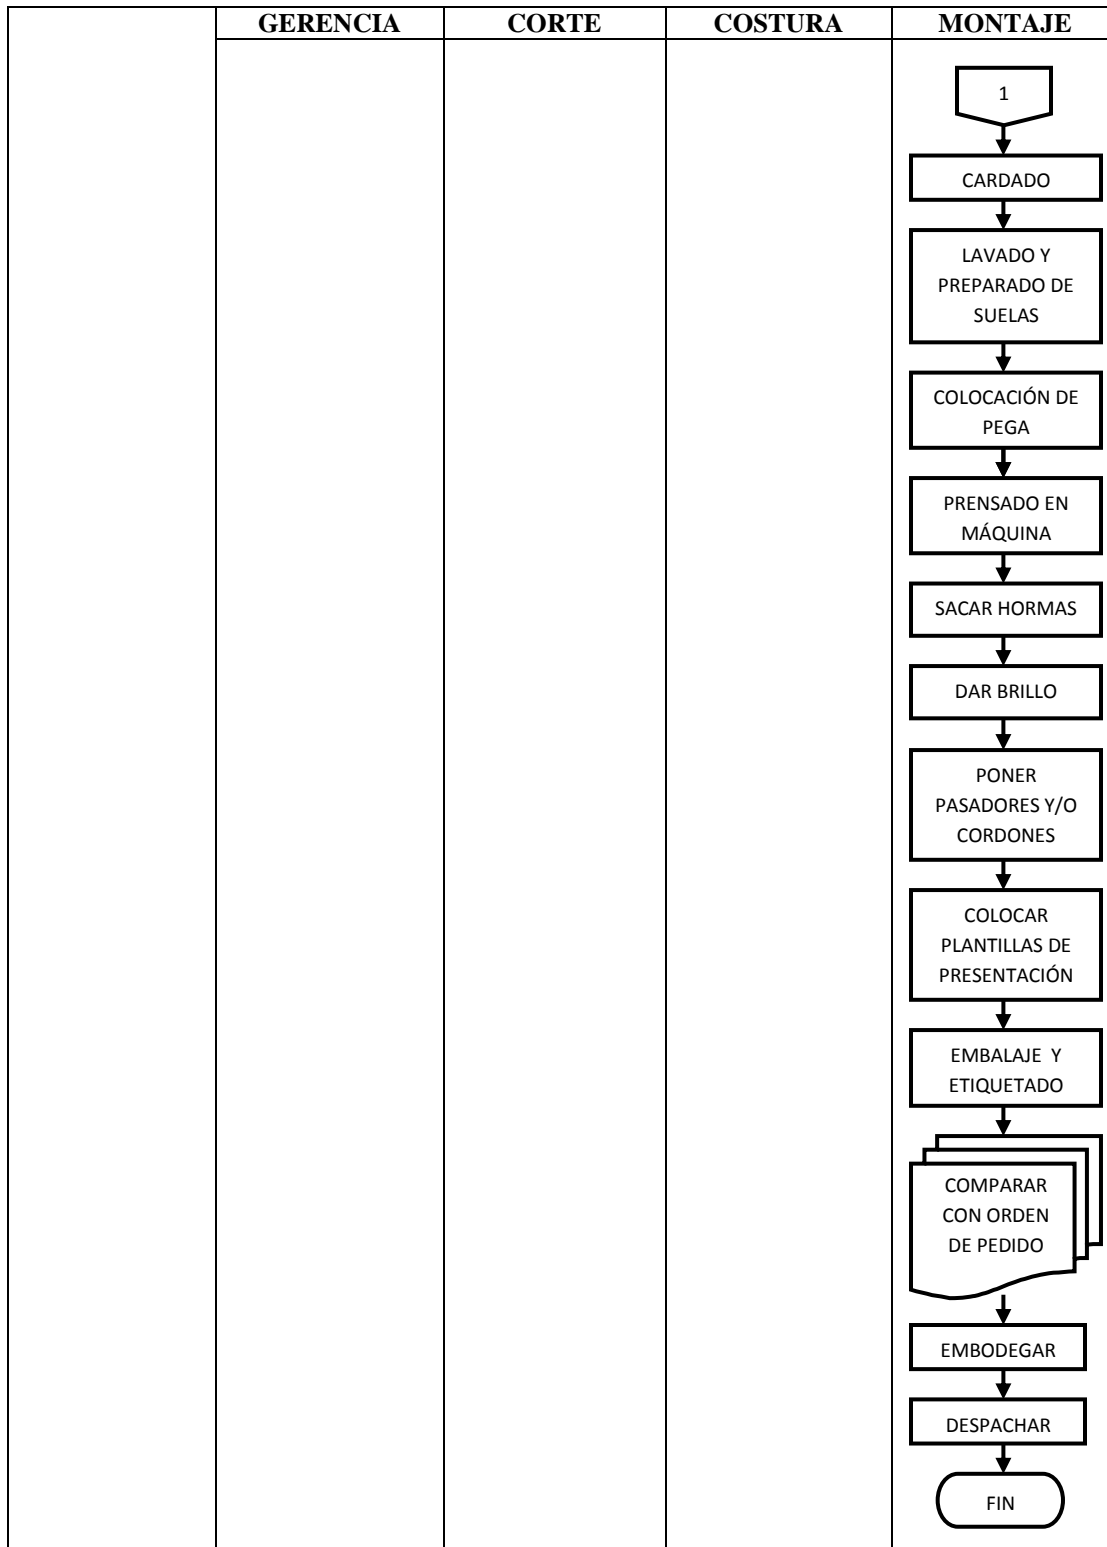 GERENCIA CORTE COSTURA MONTAJE
1
CARDADO
LAVADO Y
PREPARADO DE
SUELAS
COLOCACIÓN DE
PEGA
PRENSADO EN
MÁQUINA
SACAR HORMAS
DAR BRILLO
PONER
PASADORES Y/O
CORDONES
COLOCAR
PLANTILLAS DE
PRESENTACIÓN
EMBALAJE Y
ETIQUETADO
COMPARAR
CON ORDEN
DE PEDIDO
EMBODEGAR
DESPACHAR
FIN